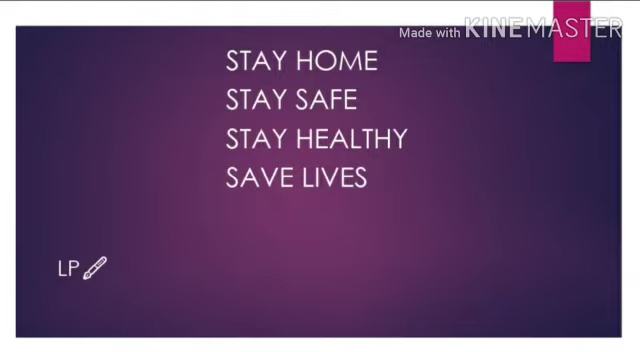 Made with KINEMASTER
STAY HOME
STAY SAFE
STAY HEALTHY
SAVE LIVES
LP